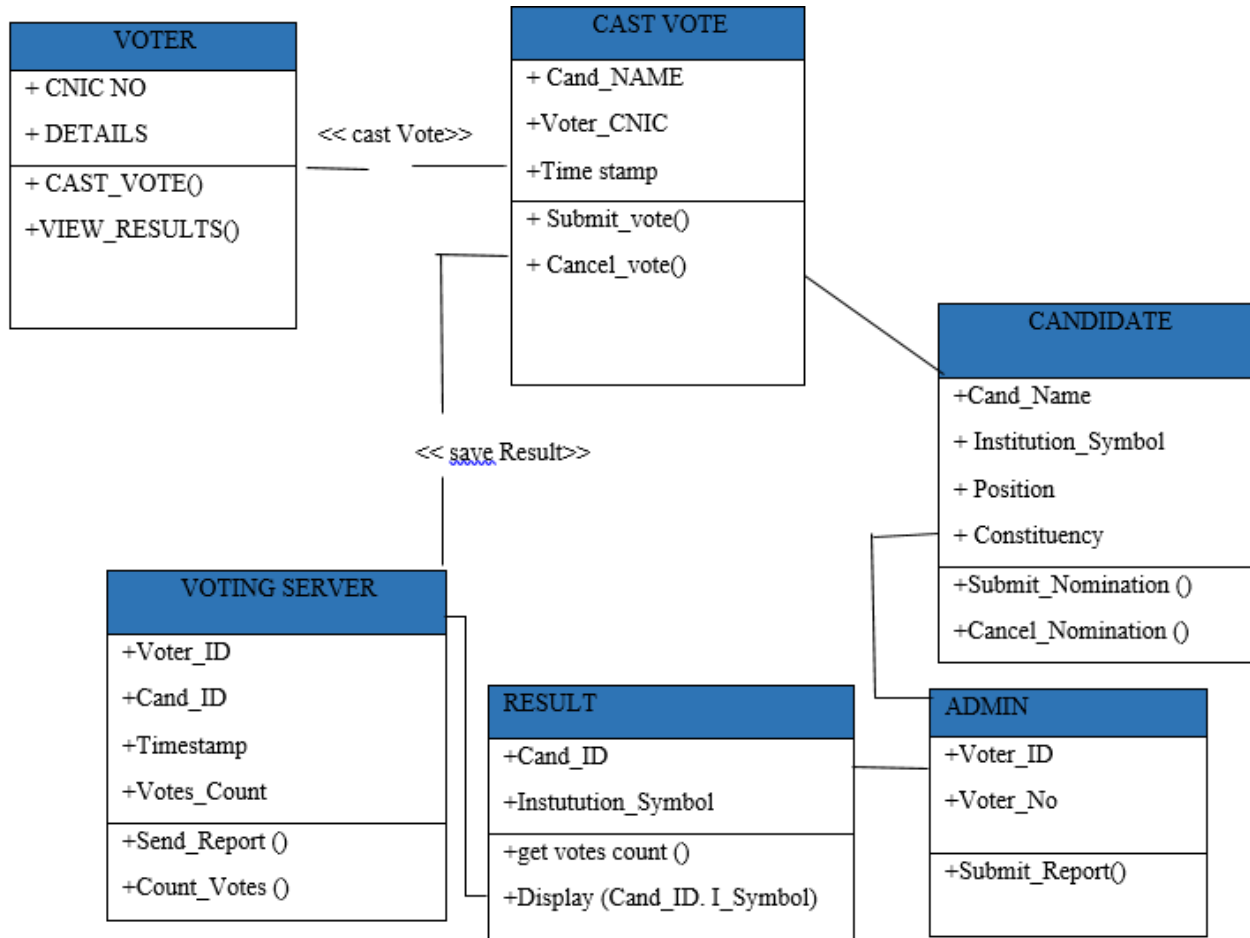 VOTER
+ CNIC NO
+ DETAILS
+ CAST_VOTE()
+VIEW_RESULTS()
<< cast Vote>>
CAST VOTE
+ Cand_NAME
+Voter_CNIC
+Time stamp
+ Submit_vote()
+ Cancel_vote()
CANDIDATE
+Cand_Name
+ Institution_Symbol
+ Position
+ Constituency
+Submit_Nomination ()
+Cancel_Nomination ()
<< save Result>>
VOTING SERVER
+Voter_ID
+Cand_ID
+Timestamp
+Votes_Count
+Send_Report ()
+Count_Votes ()
RESULT
+Cand_ID
+Instutution_Symbol
+get votes count ()
+Display (Cand_ID. I_Symbol)
ADMIN
+Voter_ID
+Voter_No
+Submit_Report()